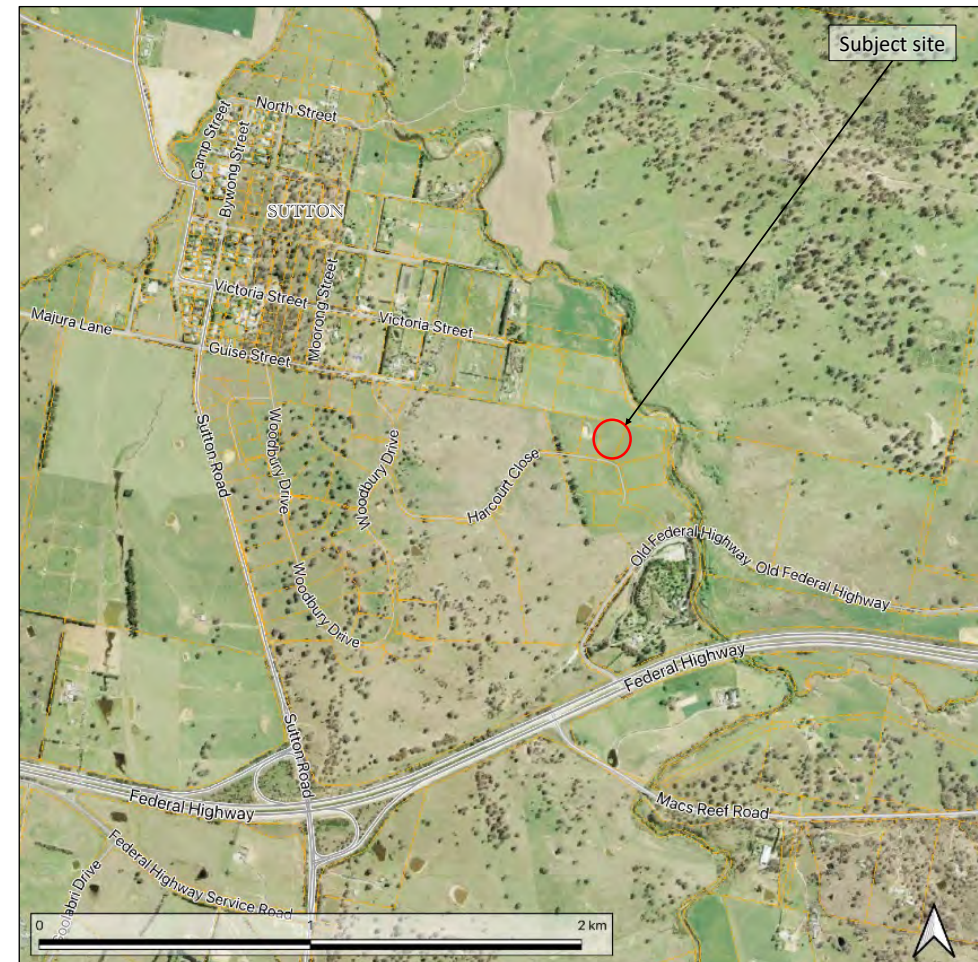 Subject site
North Street
Camp Street
Bywong Street
SUTTON
Victoria Street
Moorong Street
Victoria Street
Majura Lane
Guise Street
Sutton Road
Woodbury Drive
Woodbury Drive
Harcourt Close
Old Federal Highway
Old Federal Highway
Woodbury Drive
Federal Highway
Sutton Road
Federal Highway
Macs Reef Road
Federal Highway Service Road
Goolabri Drive
0 1 2 km